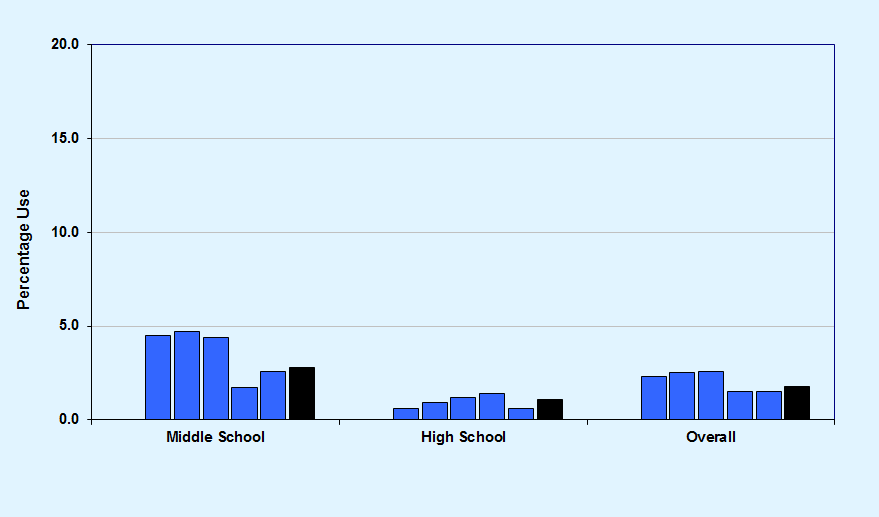 20.0
15.0
10.0
5.0
0.0
Percentage Use
Middle School
High School
Overall